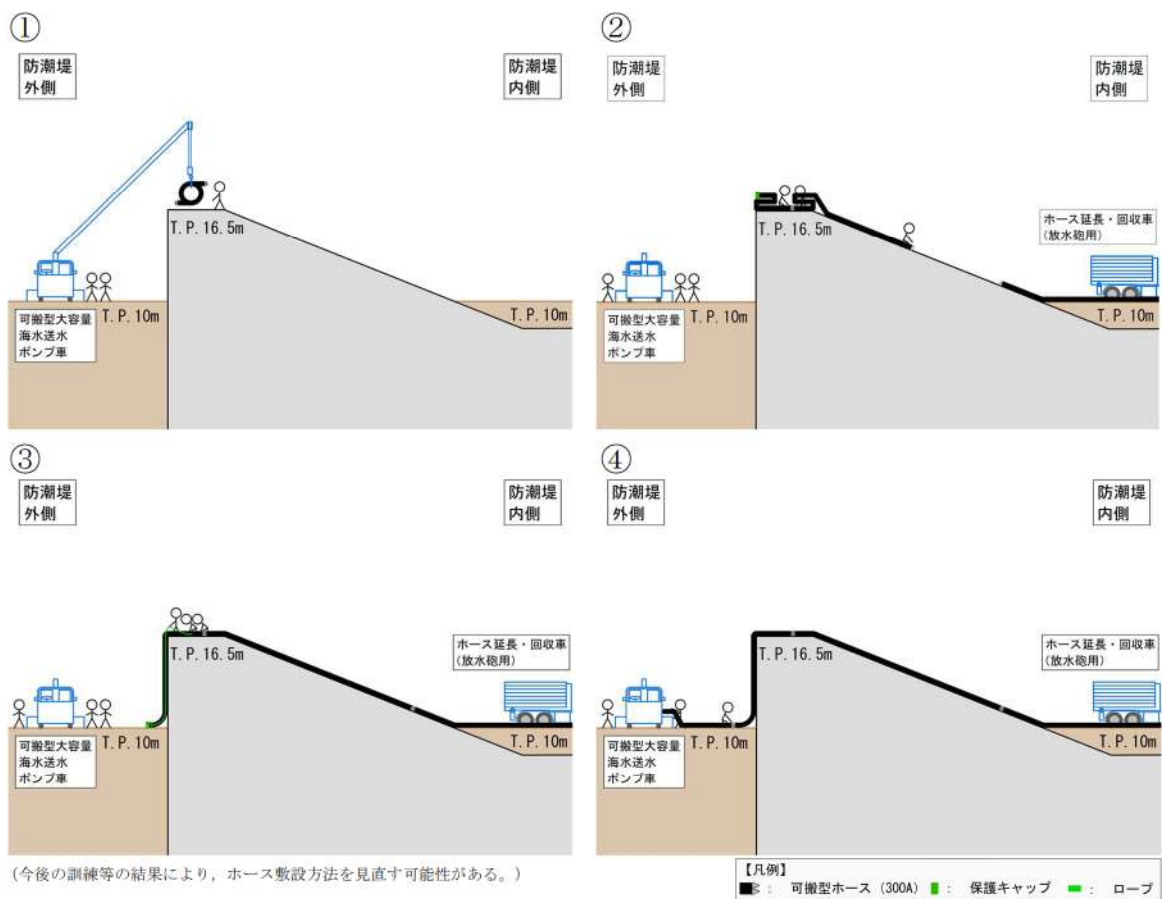 ①
防潮堤
外側
防潮堤
内側
T.P.16.5m
可搬型大容量
海水送水
ポンプ車
T.P.10m
T.P.10m
②
防潮堤
外側
防潮堤
内側
T.P.16.5m
ホース延長・回収車
(放水砲用)
可搬型大容量
海水送水
ポンプ車
T.P.10m
T.P.10m
③
防潮堤
外側
防潮堤
内側
T.P.16.5m
ホース延長・回収車
(放水砲用)
可搬型大容量
海水送水
ポンプ車
T.P.10m
T.P.10m
④
防潮堤
外側
防潮堤
内側
T.P.16.5m
ホース延長・回収車
(放水砲用)
可搬型大容量
海水送水
ポンプ車
T.P.10m
T.P.10m
(今後の訓練等の結果により，ホース敷設方法を見直す可能性がある。)
【凡例】
: 可搬型ホース (300A) : 保護キャップ : ロープ